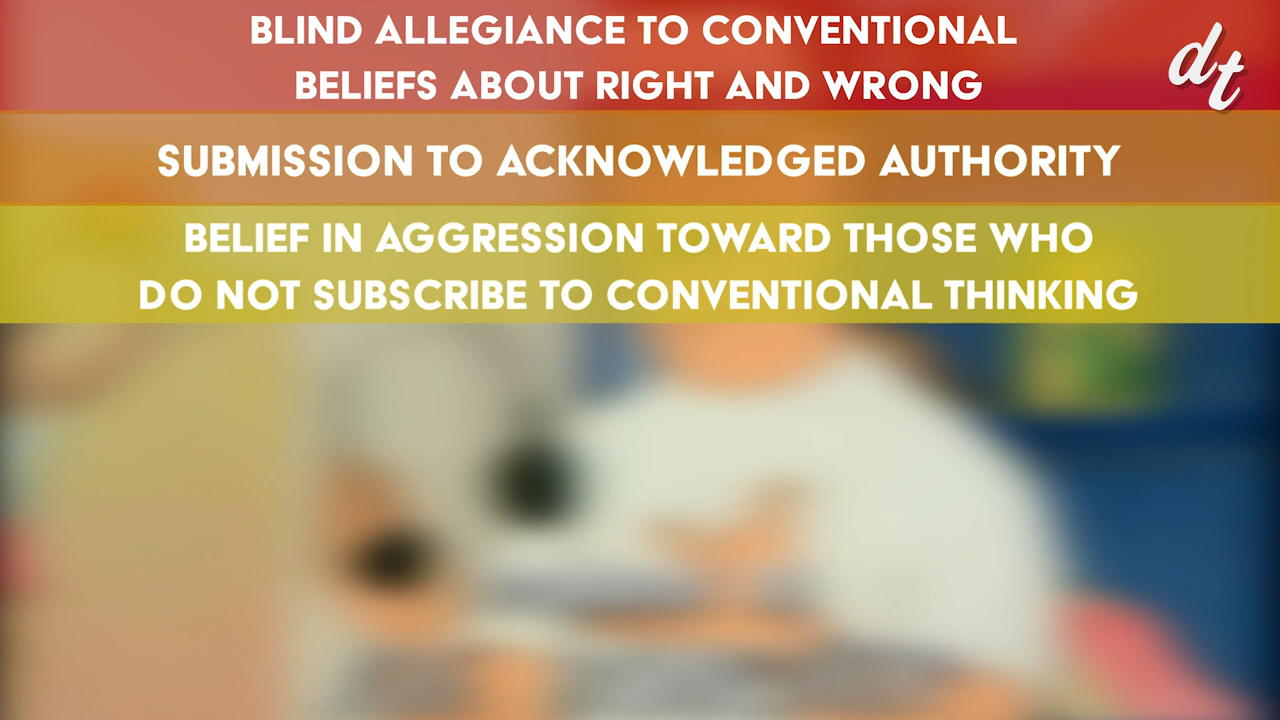 BLIND ALLEGIANCE TO CONVENTIONAL
BELIEFS ABOUT RIGHT AND WRONG
dt
SUBMISSION TO ACKNOWLEDGED AUTHORITY
BELIEF IN AGGRESSION TOWARD THOSE WHO
DO NOT SUBSCRIBE TO CONVENTIONAL THINKING